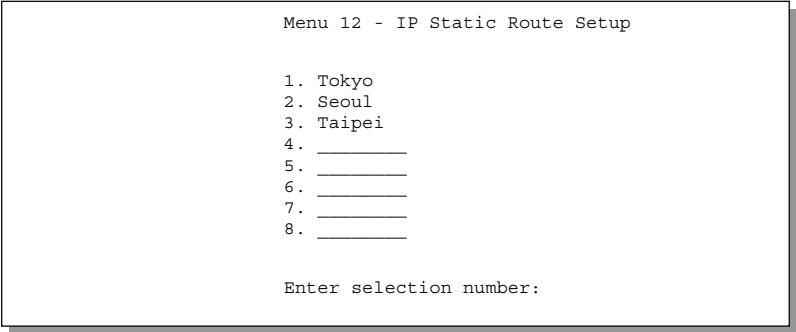 Menu 12 - IP Static Route Setup
1. Tokyo
2. Seoul
3. Taipei
4. ________
5. ________
6. ________
7. ________
8. ________
Enter selection number: